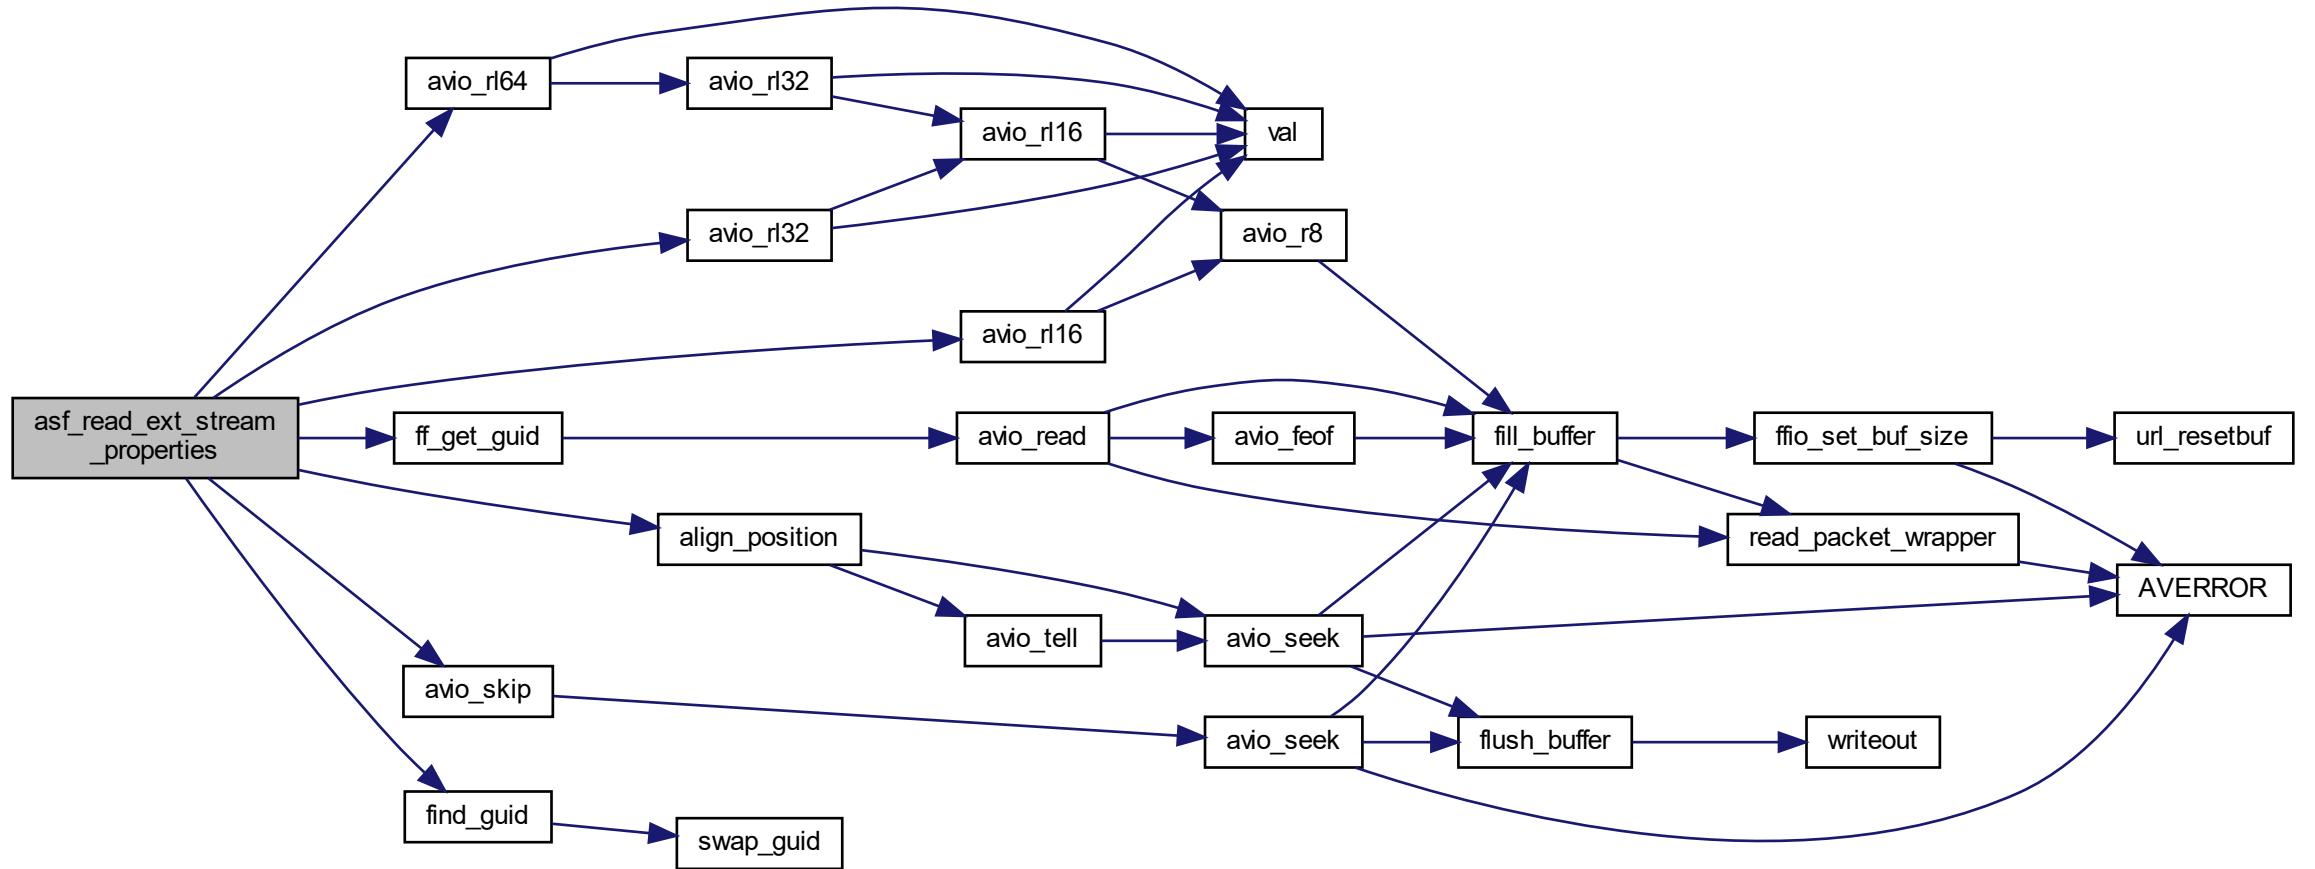 avio_rl64
avio_rl32
avio_rl16
val
avio_rl32
avio_r8
avio_rl16
asf_read_ext_stream
_properties
ff_get_guid
avio_read
avio_feof
fill_buffer
ffio_set_buf_size
url_resetbuf
align_position
read_packet_wrapper
AVERROR
avio_tell
avio_seek
avio_skip
avio_seek
flush_buffer
writeout
find_guid
swap_guid